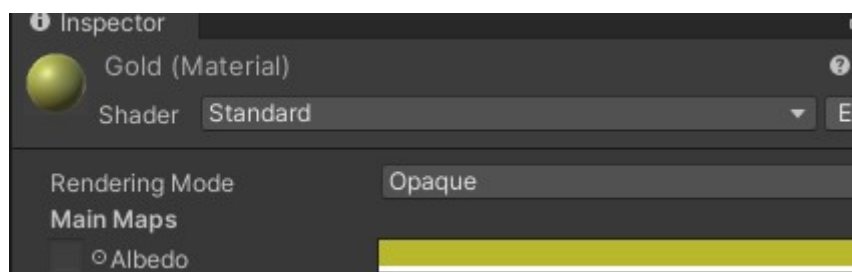 Inspector
Gold (Material)
Shader Standard
E
Rendering Mode Opaque
Main Maps
Albedo